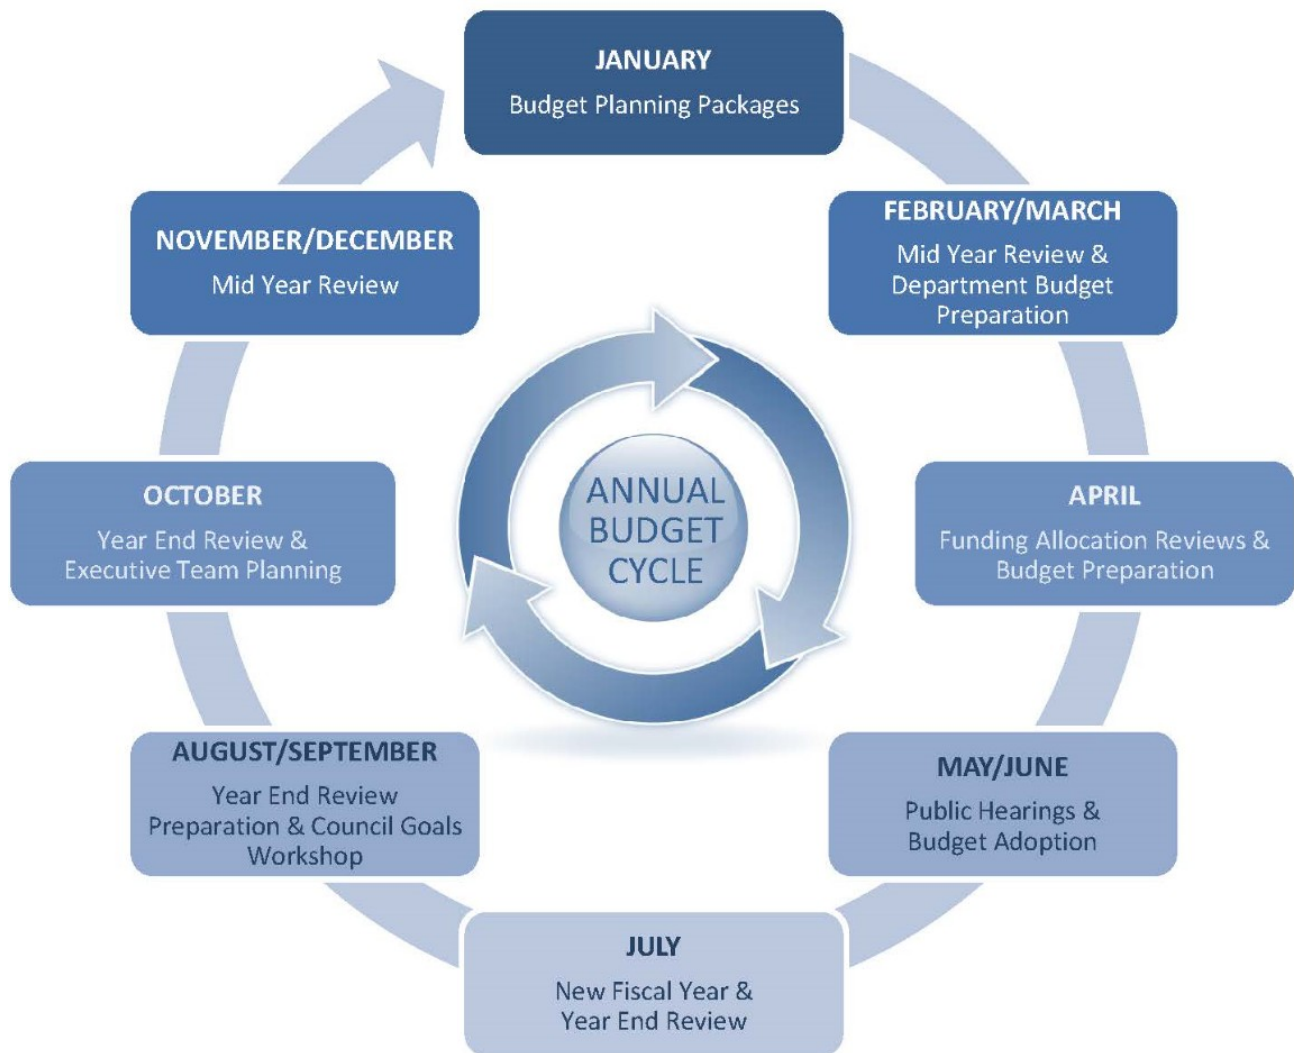 JANUARY
Budget Planning Packages
FEBRUARY/MARCH
Mid Year Review &
Department Budget
Preparation
APRIL
Funding Allocation Reviews &
Budget Preparation
MAY/JUNE
Public Hearings &
Budget Adoption
JULY
New Fiscal Year &
Year End Review
AUGUST/SEPTEMBER
Year End Review
Preparation & Council Goals
Workshop
OCTOBER
Year End Review &
Executive Team Planning
NOVEMBER/DECEMBER
Mid Year Review
ANNUAL
BUDGET
CYCLE